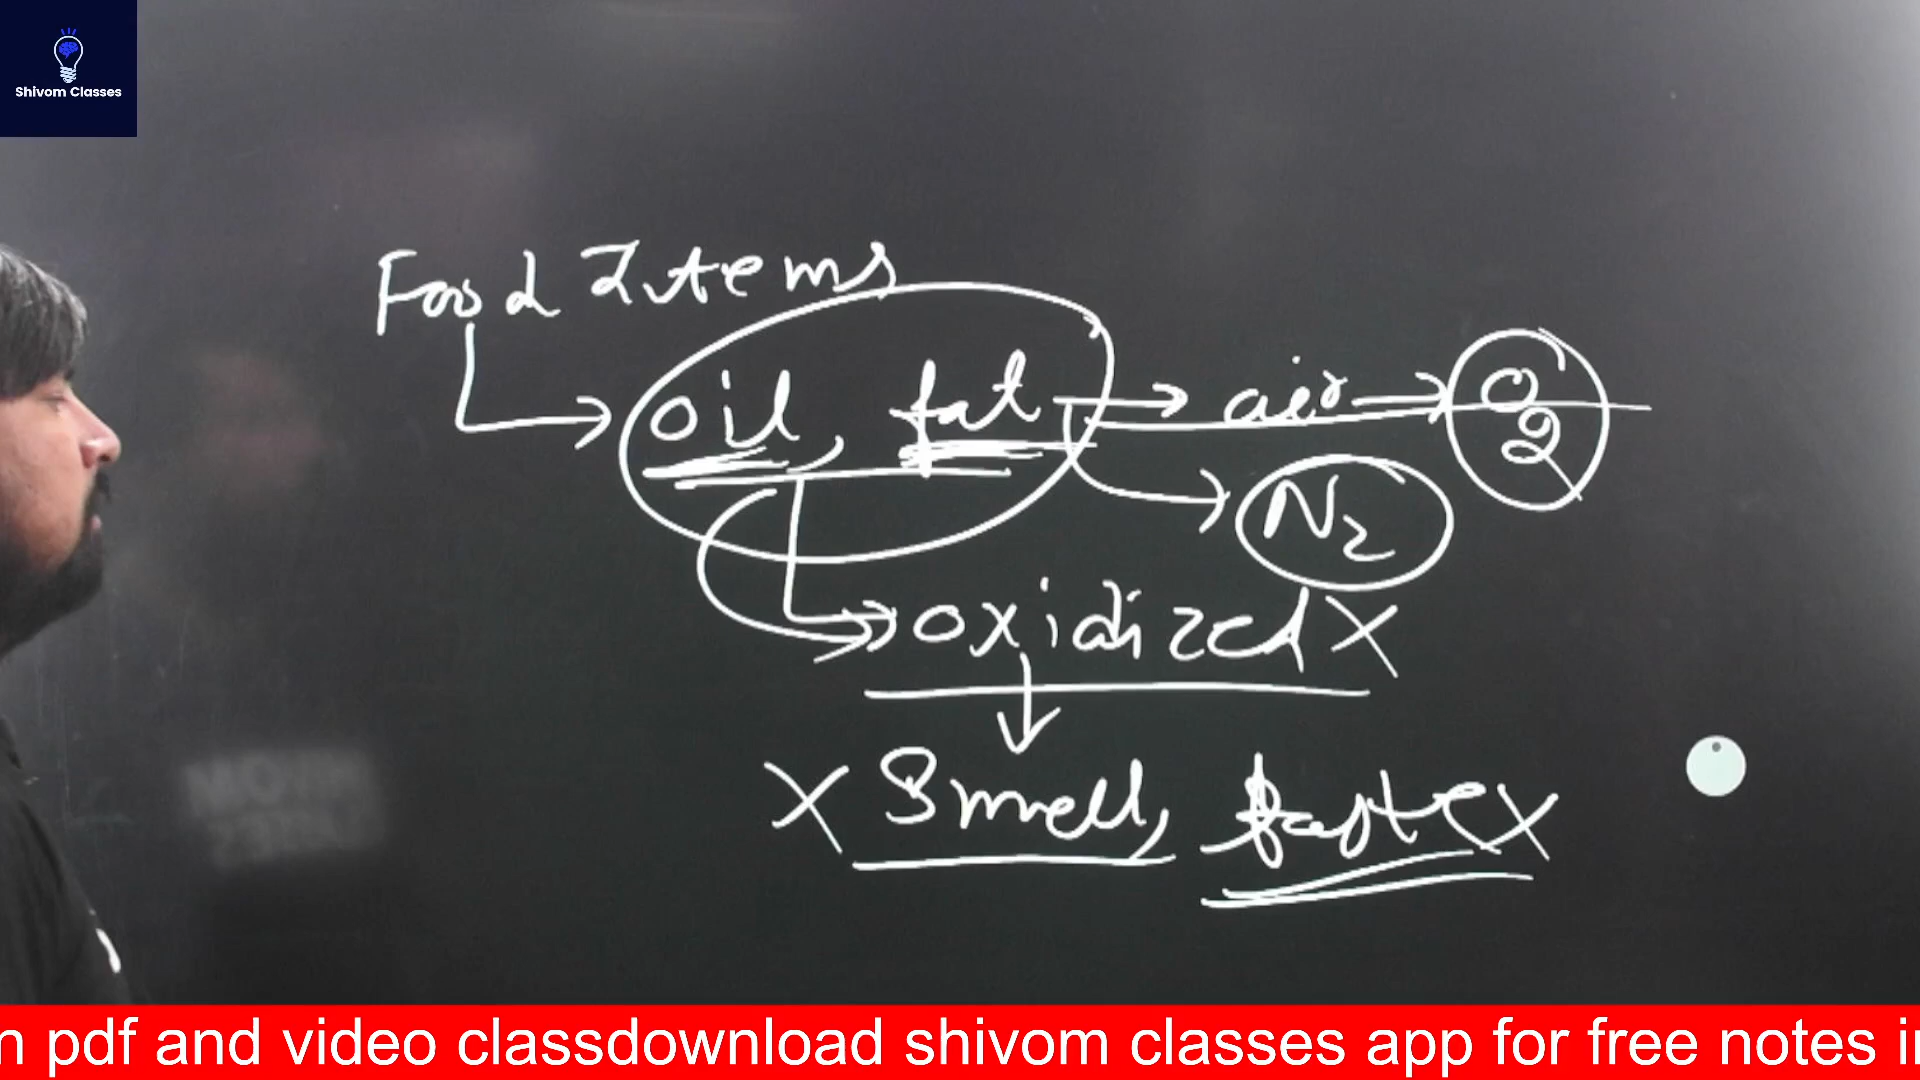 Shivom Classes
Food Items
oil, fat → air → O2
N2
oxidized X
X Smell, taste X
n pdf and video classdownload shivom classes app for free notes in